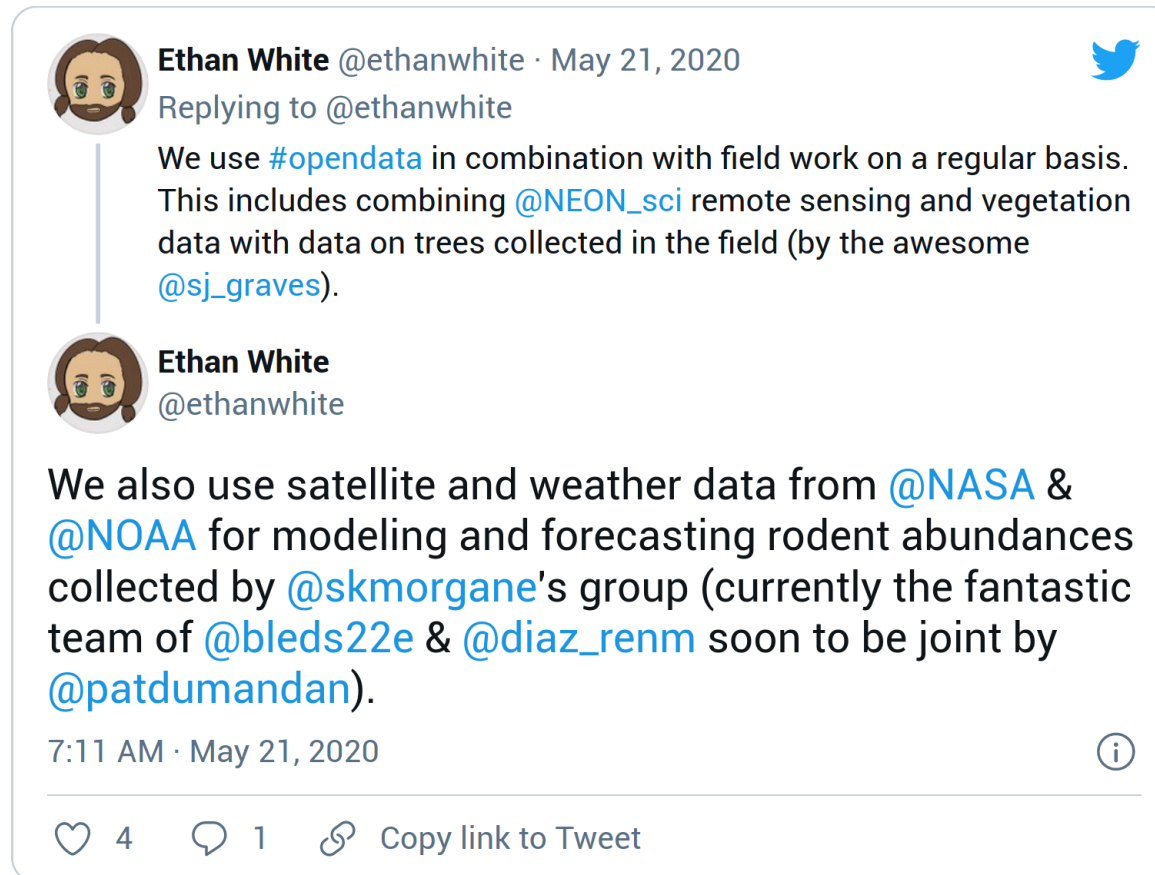 Ethan White @ethanwhite · May 21, 2020
Replying to @ethanwhite
We use #opendata in combination with field work on a regular basis.
This includes combining @NEON_sci remote sensing and vegetation
data with data on trees collected in the field (by the awesome
@sj_graves).
Ethan White
@ethanwhite
We also use satellite and weather data from @NASA &
@NOAA for modeling and forecasting rodent abundances
collected by @skmorgane's group (currently the fantastic
team of @bleds22e & @diaz_renm soon to be joint by
@patdumandan).
7:11 AM · May 21, 2020
4 1 Copy link to Tweet